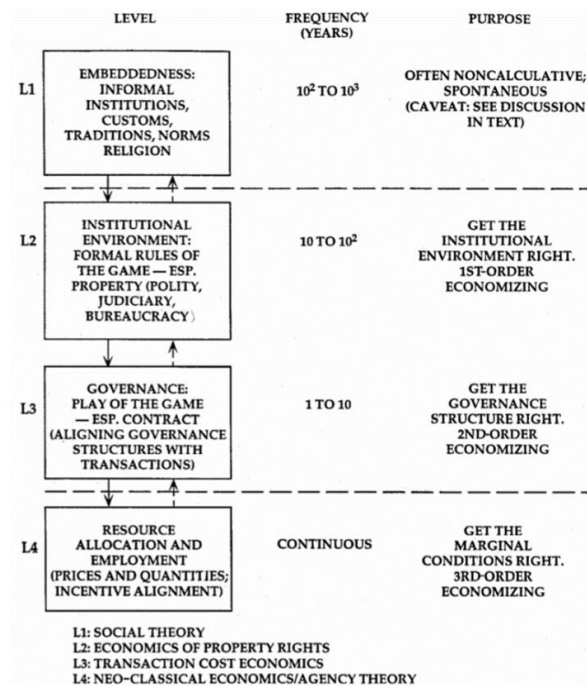 LEVEL
FREQUENCY
(YEARS)
PURPOSE
L1
EMBEDDEDNESS:
INFORMAL
INSTITUTIONS,
CUSTOMS,
TRADITIONS, NORMS
RELIGION
10² TO 10³
OFTEN NONCALCULATIVE;
SPONTANEOUS
(CAVEAT: SEE DISCUSSION
IN TEXT)
L2
INSTITUTIONAL
ENVIRONMENT:
FORMAL RULES OF
THE GAME — ESP.
PROPERTY (POLITY,
JUDICIARY,
BUREAUCRACY)
10 TO 10²
GET THE
INSTITUTIONAL
ENVIRONMENT RIGHT.
1ST-ORDER
ECONOMIZING
L3
GOVERNANCE:
PLAY OF THE GAME
— ESP. CONTRACT
(ALIGNING GOVERNANCE
STRUCTURES WITH
TRANSACTIONS)
1 TO 10
GET THE
GOVERNANCE
STRUCTURE RIGHT.
2ND-ORDER
ECONOMIZING
L4
RESOURCE
ALLOCATION AND
EMPLOYMENT
(PRICES AND QUANTITIES;
INCENTIVE ALIGNMENT)
CONTINUOUS
GET THE
MARGINAL
CONDITIONS RIGHT.
3RD-ORDER
ECONOMIZING
L1: SOCIAL THEORY
L2: ECONOMICS OF PROPERTY RIGHTS
L3: TRANSACTION COST ECONOMICS
L4: NEO-CLASSICAL ECONOMICS/AGENCY THEORY